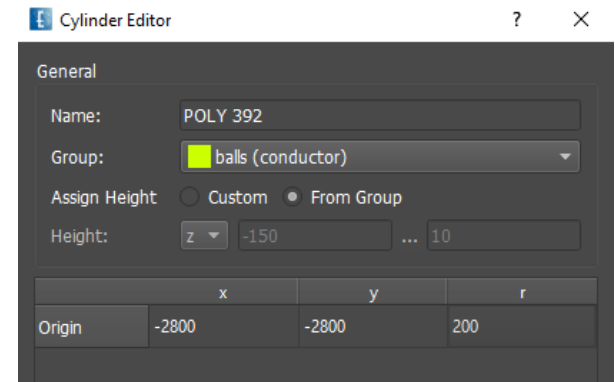 Cylinder Editor ? ×
General
Name: POLY 392
Group: balls (conductor)
Assign Height Custom From Group
Height: z -150 ... 10
x y r
Origin -2800 -2800 200